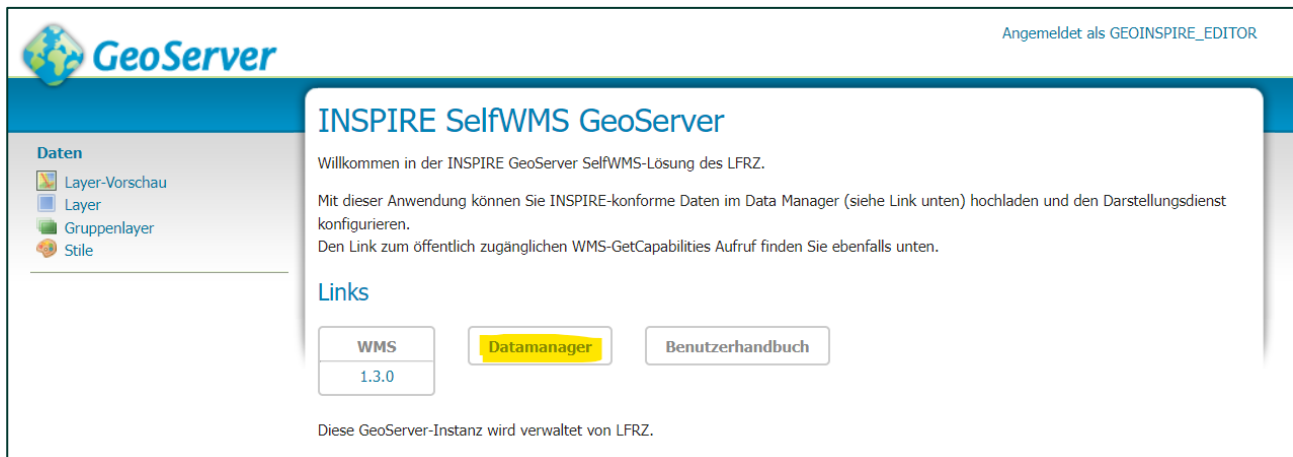 GeoServer
Angemeldet als GEOINSPIRE_EDITOR
Daten
Layer-Vorschau
Layer
Gruppenlayer
Stile
INSPIRE SelfWMS GeoServer
Willkommen in der INSPIRE GeoServer SelfWMS-Lösung des LFRZ.
Mit dieser Anwendung können Sie INSPIRE-konforme Daten im Data Manager (siehe Link unten) hochladen und den Darstellungsdienst
konfigurieren.
Den Link zum öffentlich zugänglichen WMS-GetCapabilities Aufruf finden Sie ebenfalls unten.
Links
WMS
1.3.0
Datamanager
Benutzerhandbuch
Diese GeoServer-Instanz wird verwaltet von LFRZ.